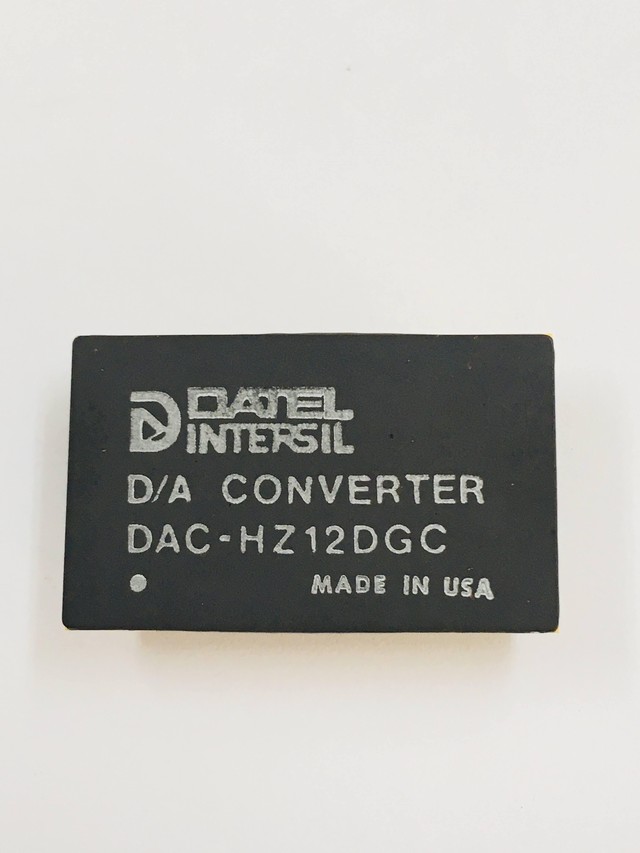 DATEL
INTERSIL
D/A CONVERTER
DAC-HZ12DGC
MADE IN USA